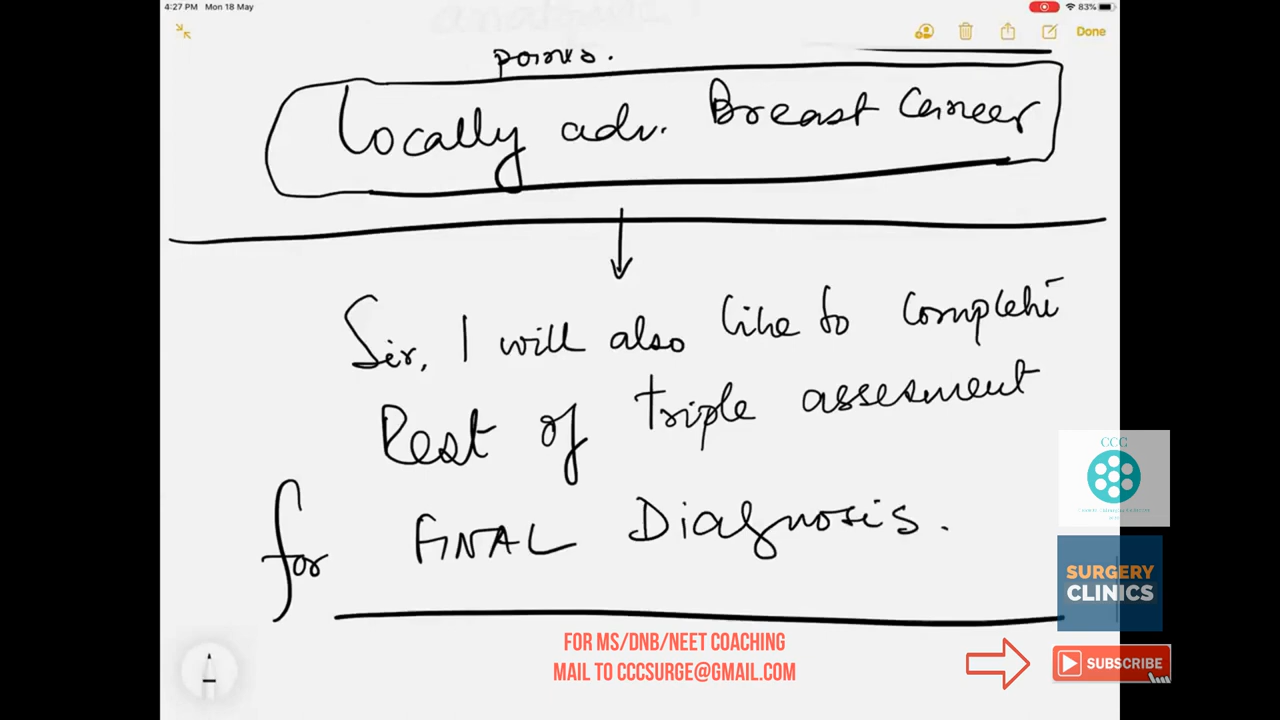 4:27 PM Mon 18 May
83%
Done
points.
Locally adv. Breast Cancer
Sir, I will also like to complete
Rest of triple assesment
for FINAL Diagnosis.
CCC
SURGERY
CLINICS
FOR MS/DNB/NEET COACHING
MAIL TO CCCSURGE@GMAIL.COM
SUBSCRIBE